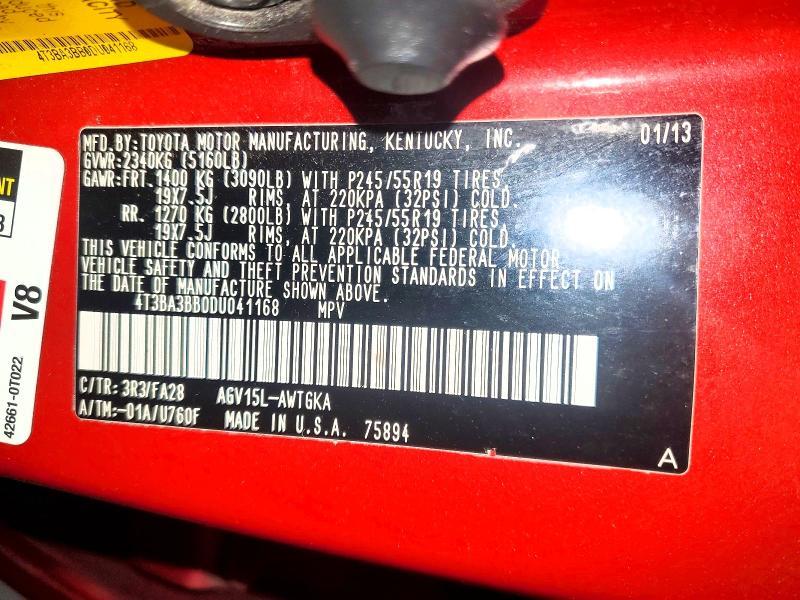 4T3BA3BB0DU041168
MFD.BY:TOYOTA MOTOR MANUFACTURING, KENTUCKY, INC. 01/13
GVWR:2340KG (5160LB)
GAWR:FRT.1400 KG (3090LB) WITH P245/55R19 TIRES,
19X7.5J RIMS, AT 220KPA (32PSI) COLD.
RR. 1270 KG (2800LB) WITH P245/55R19 TIRES,
19X7.5J RIMS, AT 220KPA (32PSI) COLD.
THIS VEHICLE CONFORMS TO ALL APPLICABLE FEDERAL MOTOR
VEHICLE SAFETY AND THEFT PREVENTION STANDARDS IN EFFECT ON
THE DATE OF MANUFACTURE SHOWN ABOVE.
4T3BA3BB0DU041168 MPV
C/TR: 3R3/FA28 AGV15L-AWTGKA
A/TM:-01A/U760F MADE IN U.S.A. 75894
A
V8
42661-0T022
NT